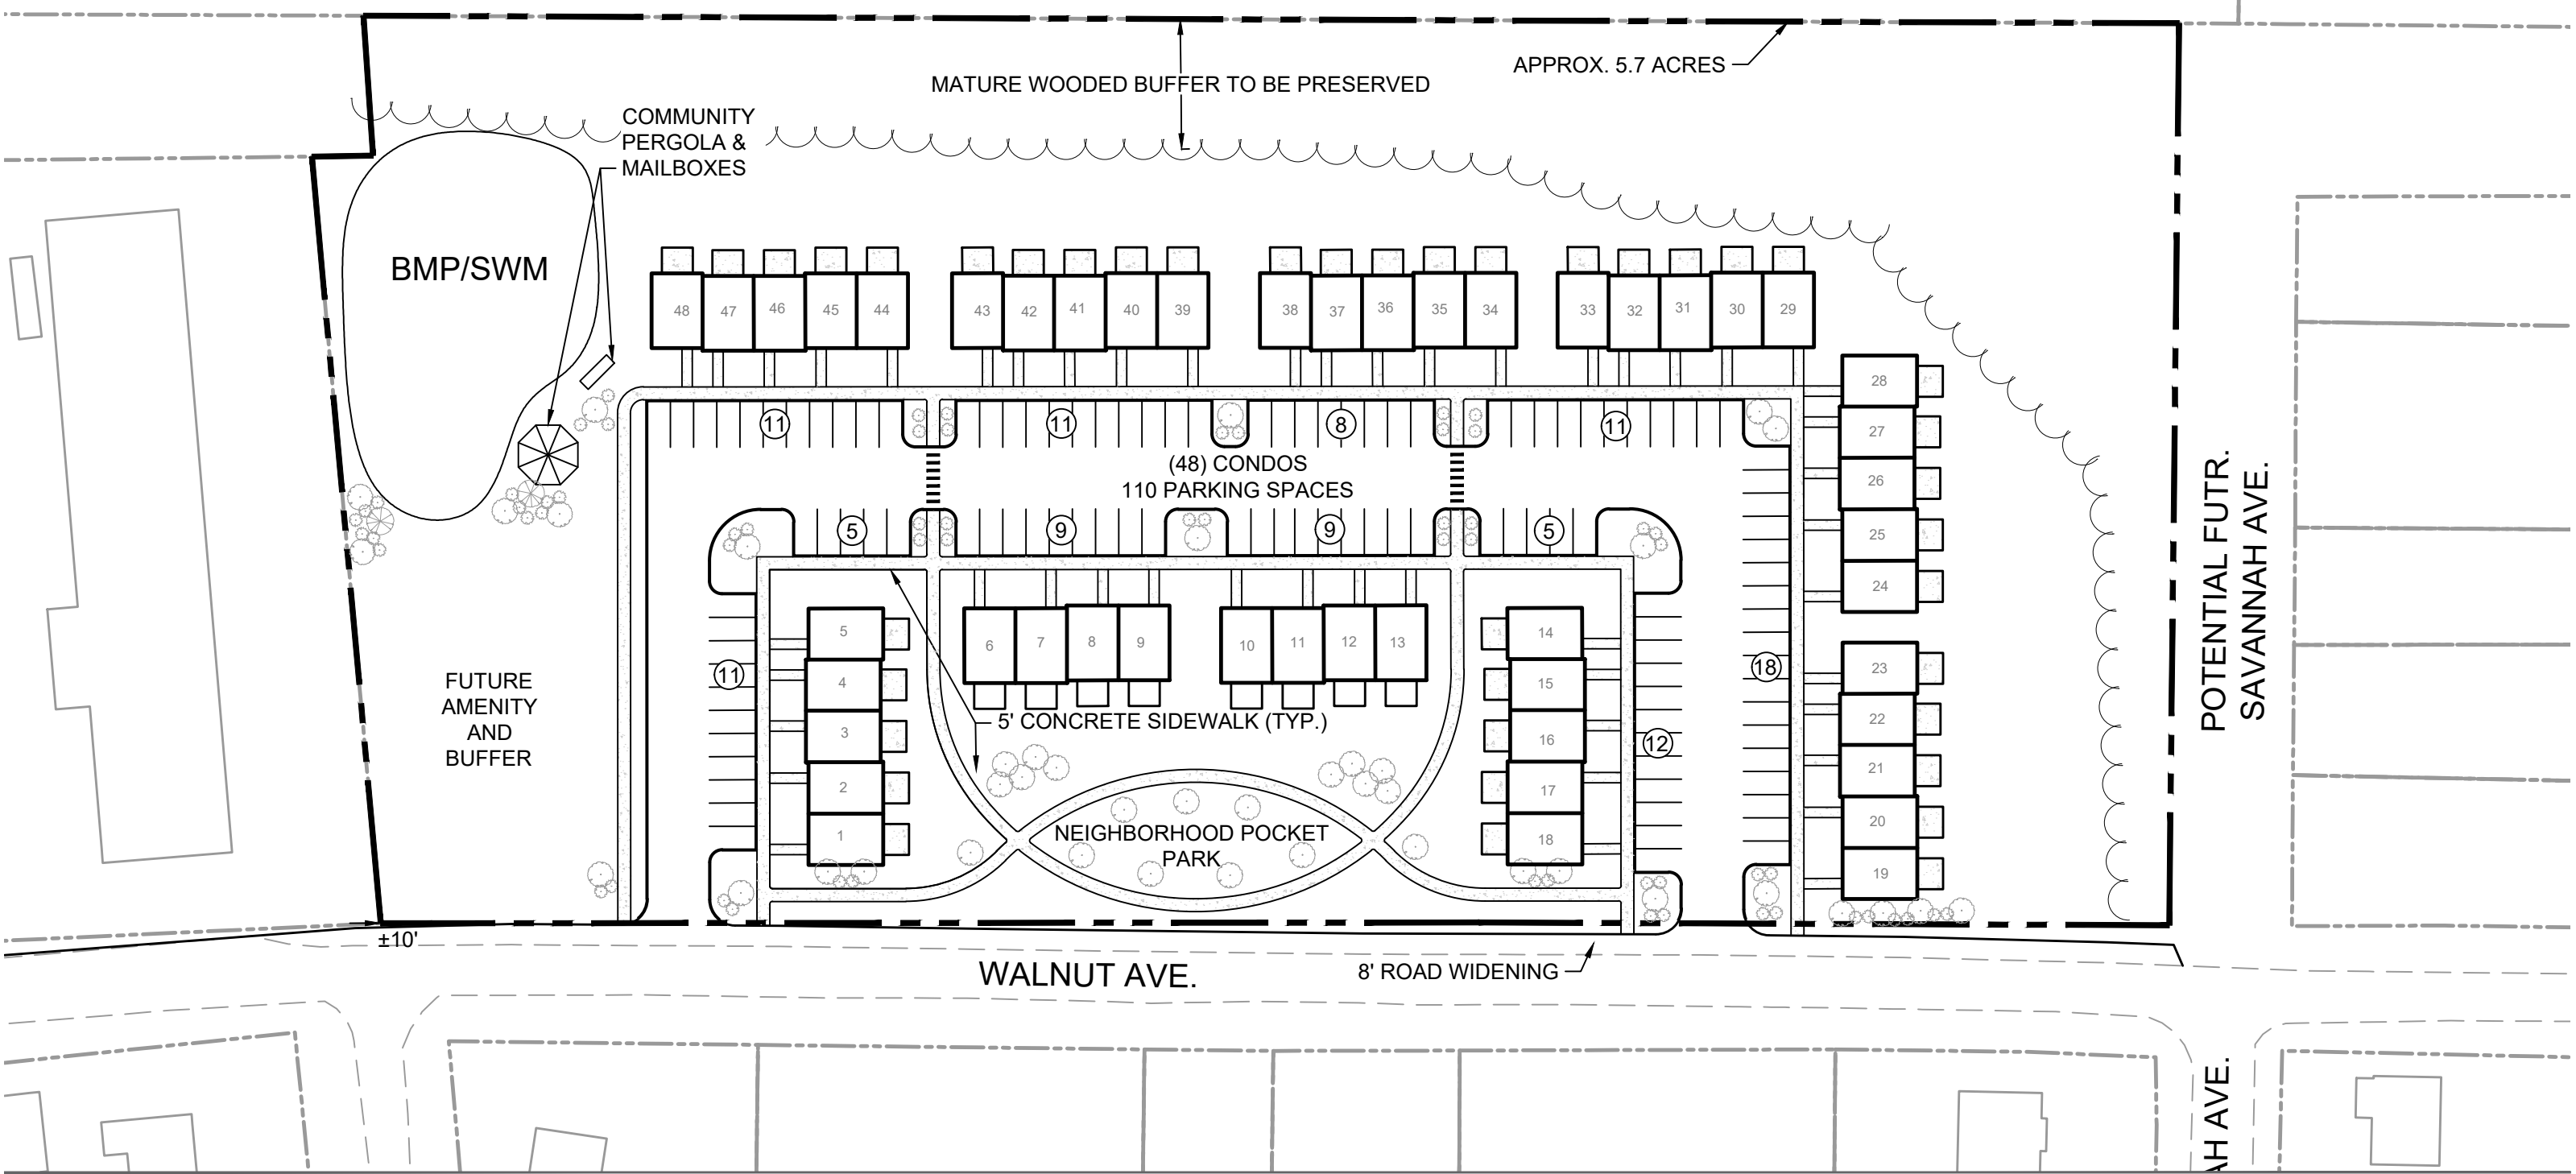 APPROX. 5.7 ACRES
MATURE WOODED BUFFER TO BE PRESERVED
COMMUNITY
PERGOLA &
MAILBOXES
BMP/SWM
48 47 46 45 44 43 42 41 40 39 38 37 36 35 34 33 32 31 30 29
28
27
26
25
24
23
22
21
20
19
11 11 8 11
(48) CONDOS
110 PARKING SPACES
5 9 9 5
11
18
12
5
4
3
2
1
6 7 8 9 10 11 12 13
14
15
16
17
18
5' CONCRETE SIDEWALK (TYP.)
NEIGHBORHOOD POCKET
PARK
FUTURE
AMENITY
AND
BUFFER
POTENTIAL FUTR.
SAVANNAH AVE.
±10'
WALNUT AVE.
8' ROAD WIDENING
AH AVE.